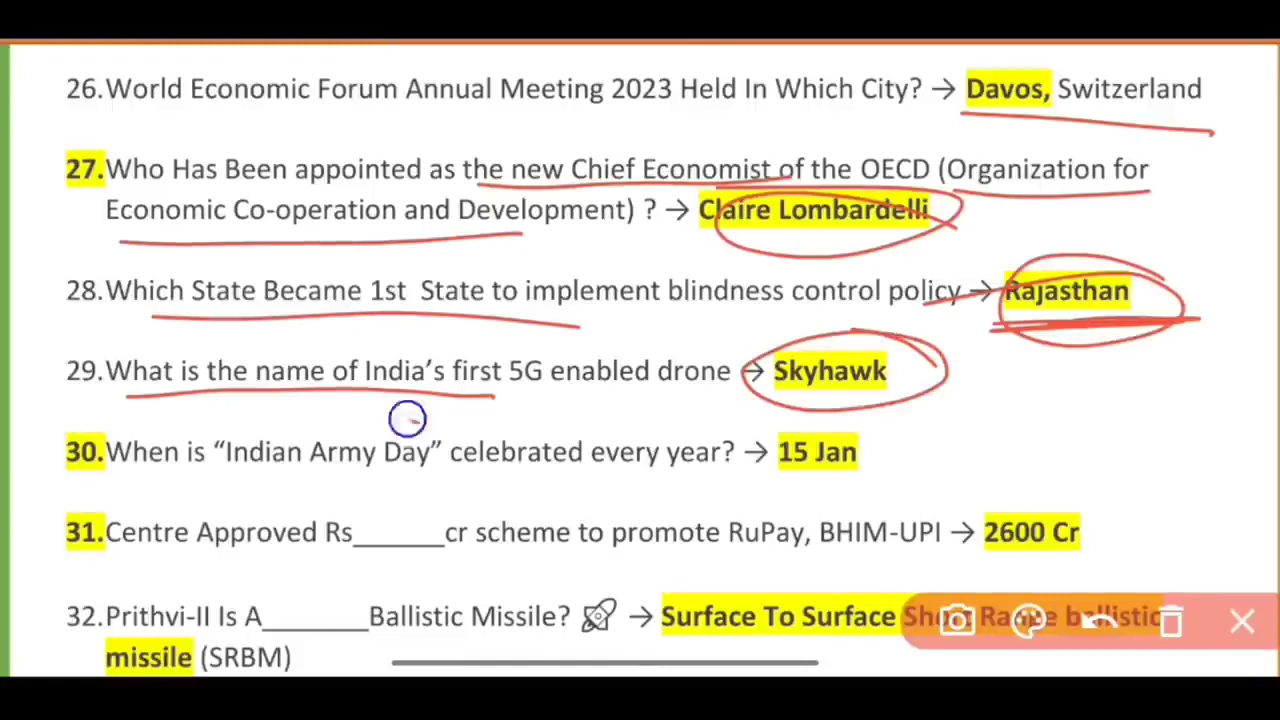 26.World Economic Forum Annual Meeting 2023 Held In Which City? → Davos, Switzerland
27.Who Has Been appointed as the new Chief Economist of the OECD (Organization for
Economic Co-operation and Development) ? → Claire Lombardelli
28.Which State Became 1st  State to implement blindness control policy → Rajasthan
29.What is the name of India’s first 5G enabled drone → Skyhawk
30.When is “Indian Army Day” celebrated every year? → 15 Jan
31.Centre Approved Rs______cr scheme to promote RuPay, BHIM-UPI → 2600 Cr
32.Prithvi-II Is A_______Ballistic Missile? → Surface To Surface Short Range ballistic
missile (SRBM)